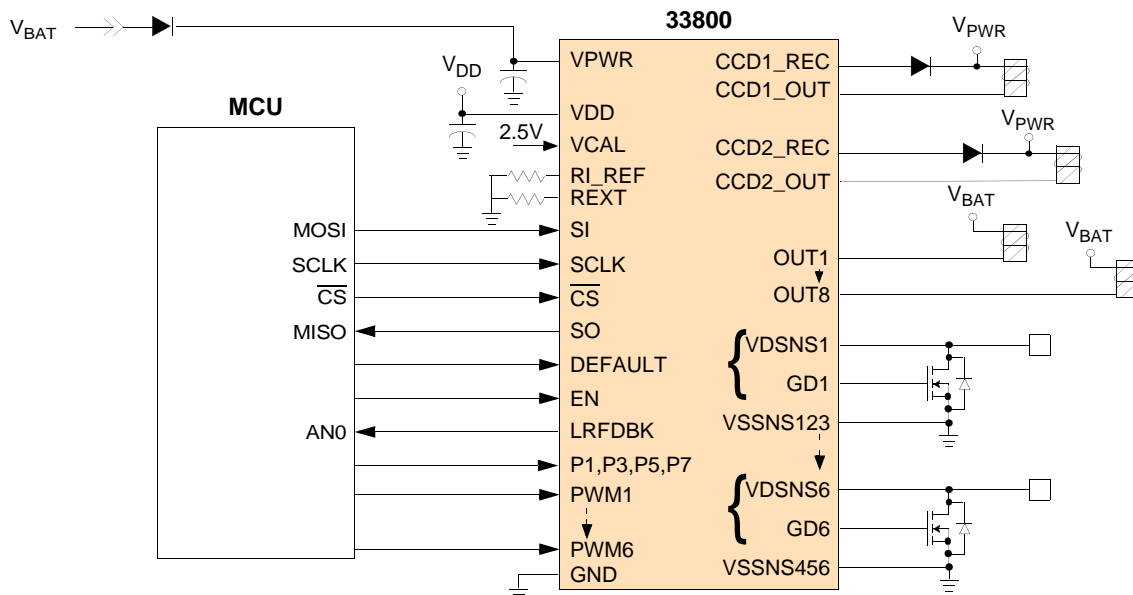 33800
V_BAT
VPWR
V_DD
MCU
VDD
2.5V
VCAL
RI_REF
REXT
MOSI
SI
SCLK
SCLK
C̅S̅
C̅S̅
MISO
SO
DEFAULT
EN
AN0
LRFDBK
P1,P3,P5,P7
PWM1
PWM6
GND
CCD1_REC
V_PWR
CCD1_OUT
CCD2_REC
V_PWR
CCD2_OUT
V_BAT
OUT1
V_BAT
OUT8
{
VDSNS1
GD1
VSSNS123
{
VDSNS6
GD6
VSSNS456